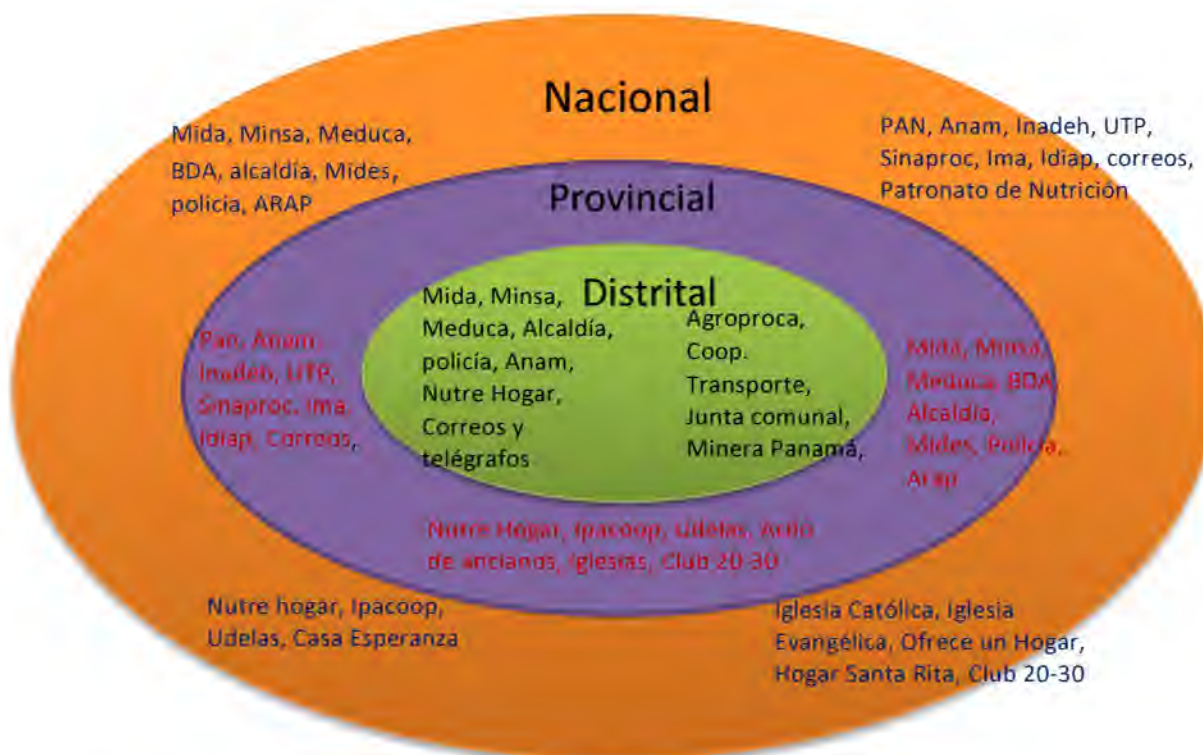 Nacional
Mida, Minsa, Meduca,
BDA, alcaldía, Mides,
policía, ARAP
PAN, Anam, Inadeh, UTP,
Sinaproc, Ima, Idiap, correos,
Patronato de Nutrición
Provincial
Distrital
Mida, Minsa,
Meduca, Alcaldía,
policía, Anam,
Nutre Hogar,
Correos y
telégrafos
Agroproca,
Coop.
Transporte,
Junta comunal,
Minera Panamá,
Pan, Anam,
Inadeh, UTP,
Sinaproc, Ima,
Idiap, Correos,
Mida, Minsa,
Meduca, BDA,
Alcaldía,
Mides, Policía,
Arap
Nutre Hogar, Ipacoop, Udelas, Asilo
de ancianos, Iglesias, Club 20-30
Nutre hogar, Ipacoop,
Udelas, Casa Esperanza
Iglesia Católica, Iglesia
Evangélica, Ofrece un Hogar,
Hogar Santa Rita, Club 20-30